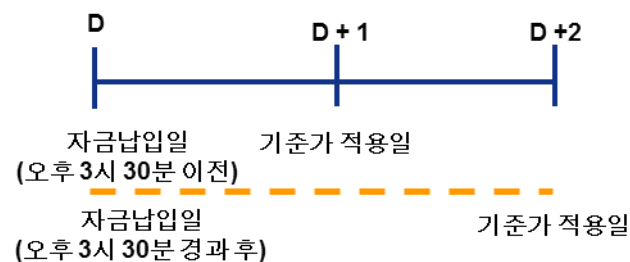 D D + 1 D +2
자금납입일 기준가 적용일
(오후 3시 30분 이전)
자금납입일 기준가 적용일
(오후 3시 30분 경과 후)